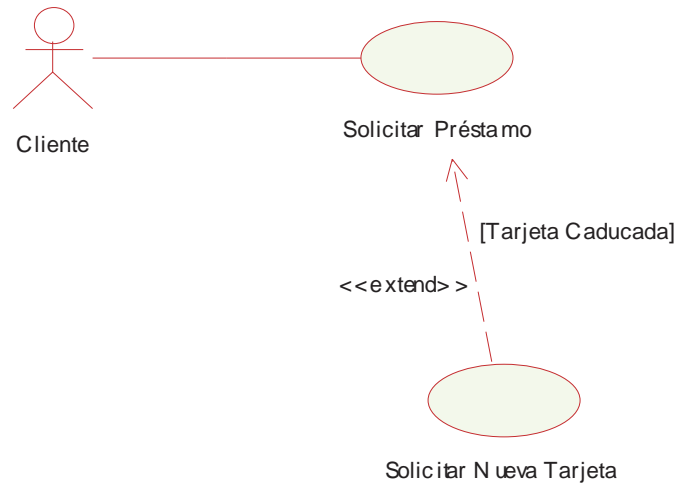 Solicitar Préstamo
Cliente
[Tarjeta Caducada]
<<extend>>
Solicitar Nueva Tarjeta